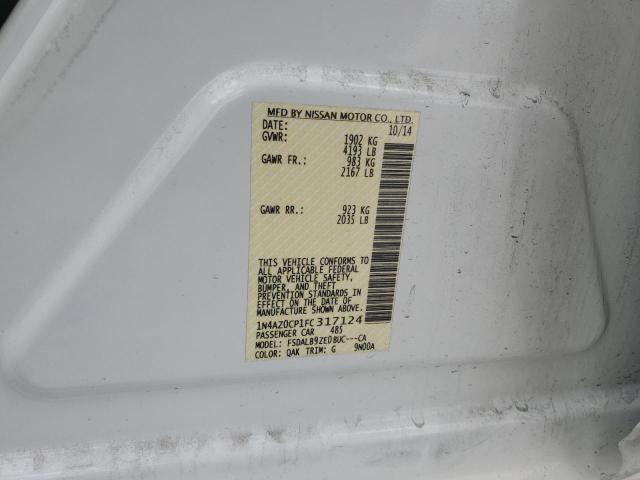 MFD BY NISSAN MOTOR CO., LTD.
DATE: 10/14
GVWR: 1902 KG
4193 LB
GAWR FR.: 983 KG
2167 LB
GAWR RR.: 923 KG
2035 LB
THIS VEHICLE CONFORMS TO
ALL APPLICABLE FEDERAL
MOTOR VEHICLE SAFETY,
BUMPER, AND THEFT
PREVENTION STANDARDS IN
EFFECT ON THE DATE OF
MANUFACTURE SHOWN ABOVE.
1N4AZ0CP1FC317124
PASSENGER CAR 485
MODEL: FSDALB9ZED8UC---CA
COLOR: QAK TRIM: G 9N00A